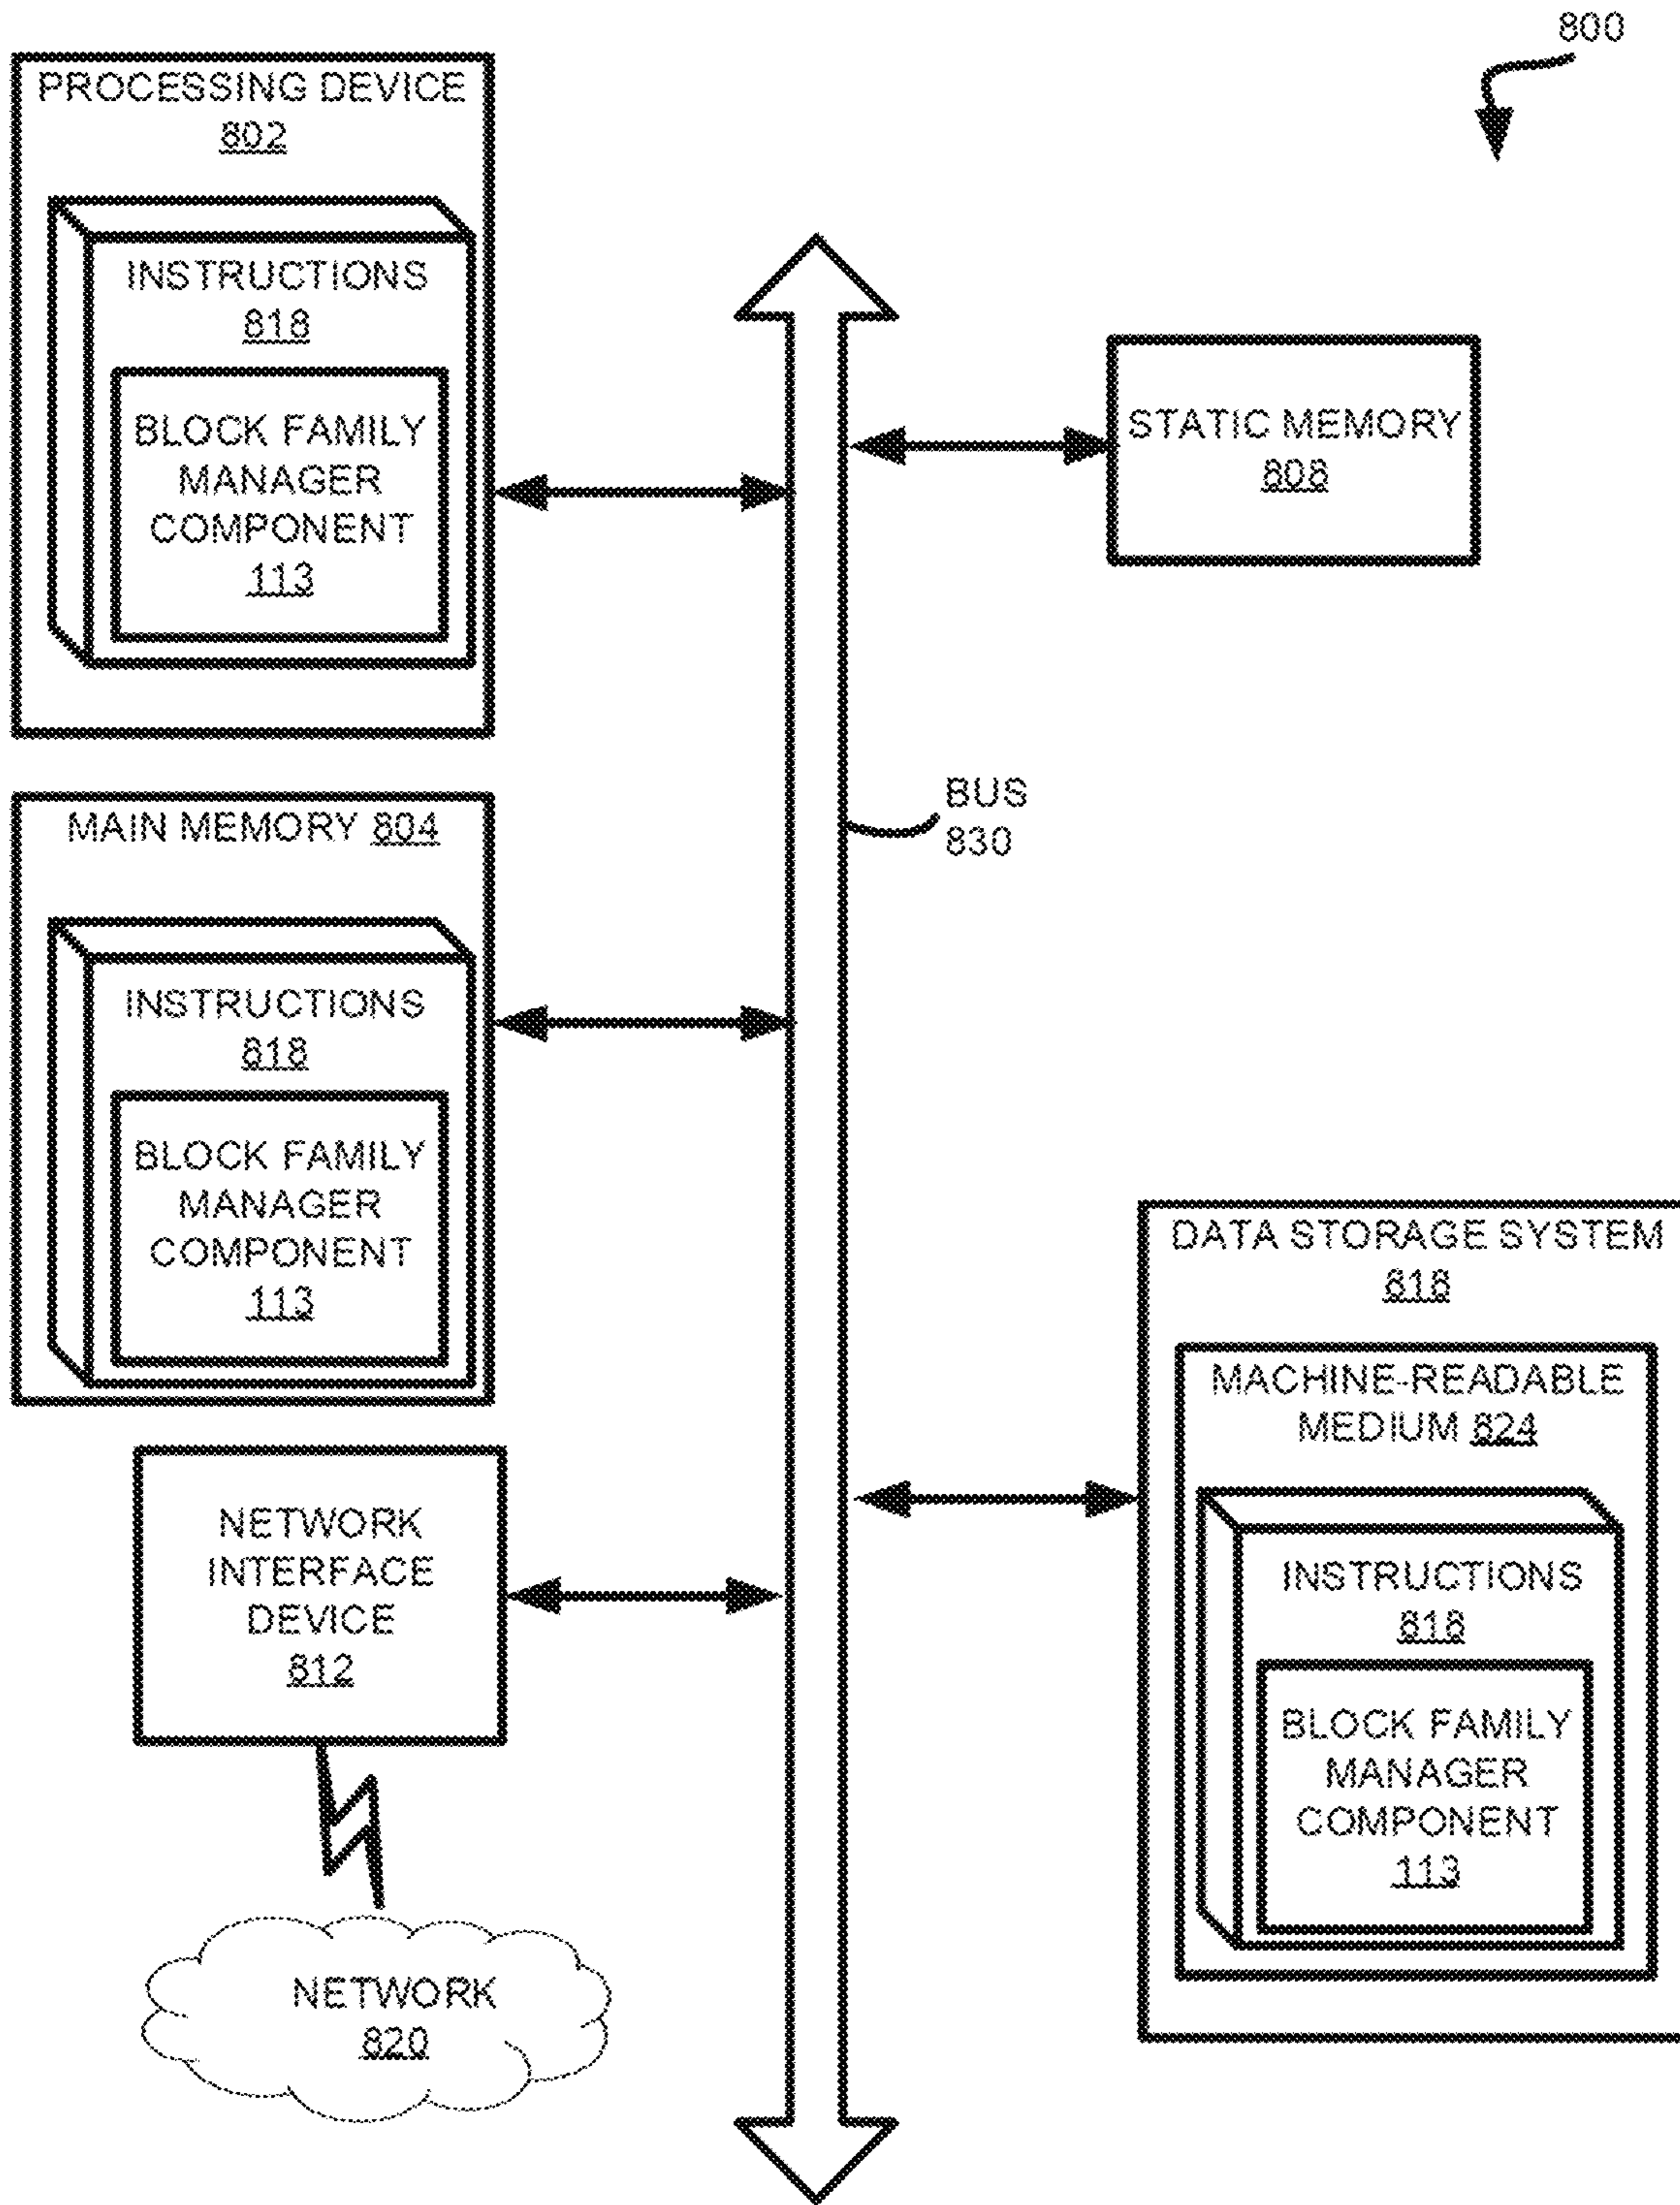 800
PROCESSING DEVICE
802
INSTRUCTIONS
818
BLOCK FAMILY
MANAGER
COMPONENT
113
STATIC MEMORY
808
BUS
830
MAIN MEMORY 804
INSTRUCTIONS
818
BLOCK FAMILY
MANAGER
COMPONENT
113
DATA STORAGE SYSTEM
818
MACHINE-READABLE
MEDIUM 824
INSTRUCTIONS
818
BLOCK FAMILY
MANAGER
COMPONENT
113
NETWORK
INTERFACE
DEVICE
812
NETWORK
820